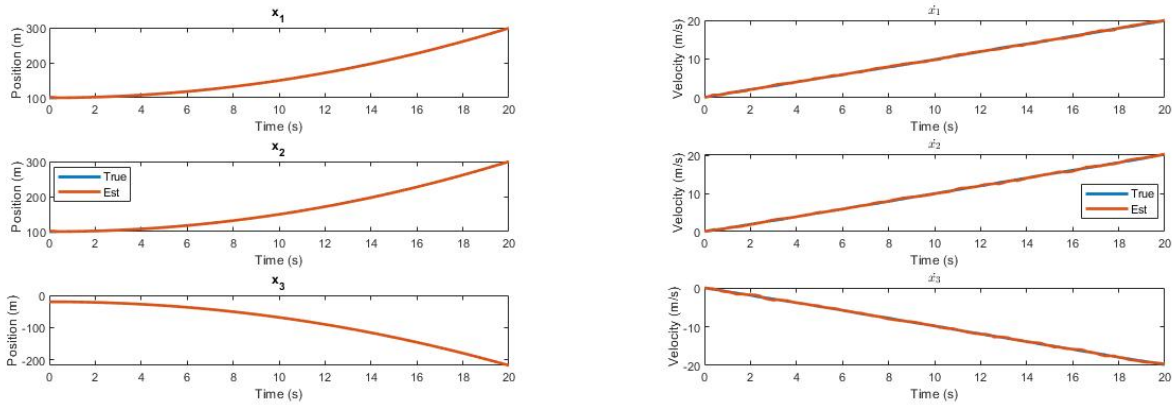 x1
Position (m)
300
200
100
0 2 4 6 8 10 12 14 16 18 20
Time (s)
x2
Position (m)
300
200
100
True
Est
0 2 4 6 8 10 12 14 16 18 20
Time (s)
x3
Position (m)
0
-100
-200
0 2 4 6 8 10 12 14 16 18 20
Time (s)
ẋ1
Velocity (m/s)
20
10
0
0 2 4 6 8 10 12 14 16 18 20
Time (s)
ẋ2
Velocity (m/s)
20
10
0
True
Est
0 2 4 6 8 10 12 14 16 18 20
Time (s)
ẋ3
Velocity (m/s)
0
-10
-20
0 2 4 6 8 10 12 14 16 18 20
Time (s)